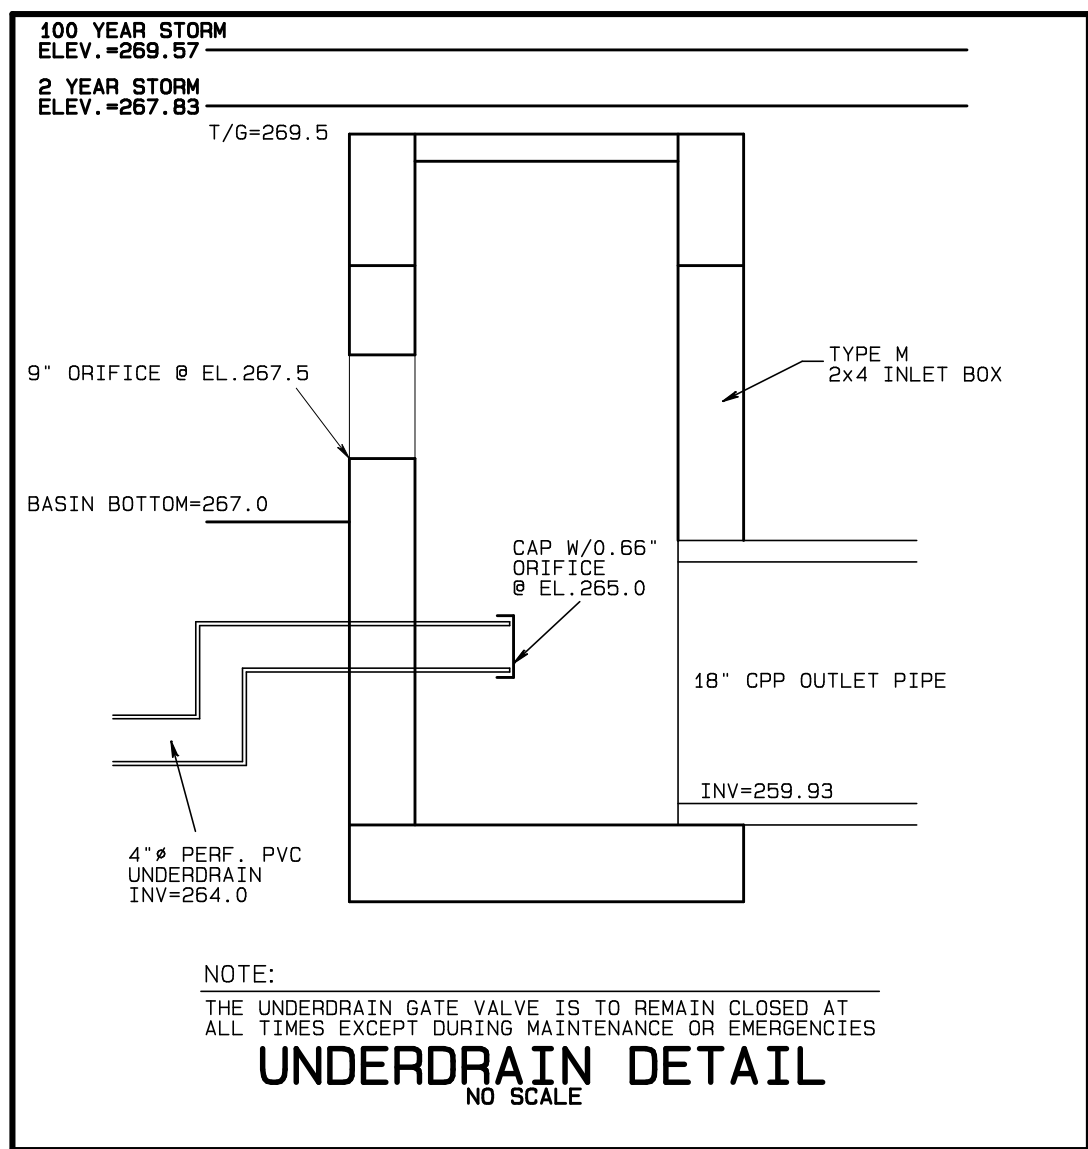 100 YEAR STORM
ELEV.=269.57
2 YEAR STORM
ELEV.=267.83
T/G=269.5
9" ORIFICE @ EL.267.5
TYPE M
2x4 INLET BOX
BASIN BOTTOM=267.0
CAP W/0.66"
ORIFICE
@ EL.265.0
18" CPP OUTLET PIPE
INV=259.93
4"ø PERF. PVC
UNDERDRAIN
INV=264.0
NOTE:
THE UNDERDRAIN GATE VALVE IS TO REMAIN CLOSED AT
ALL TIMES EXCEPT DURING MAINTENANCE OR EMERGENCIES
UNDERDRAIN DETAIL
NO SCALE